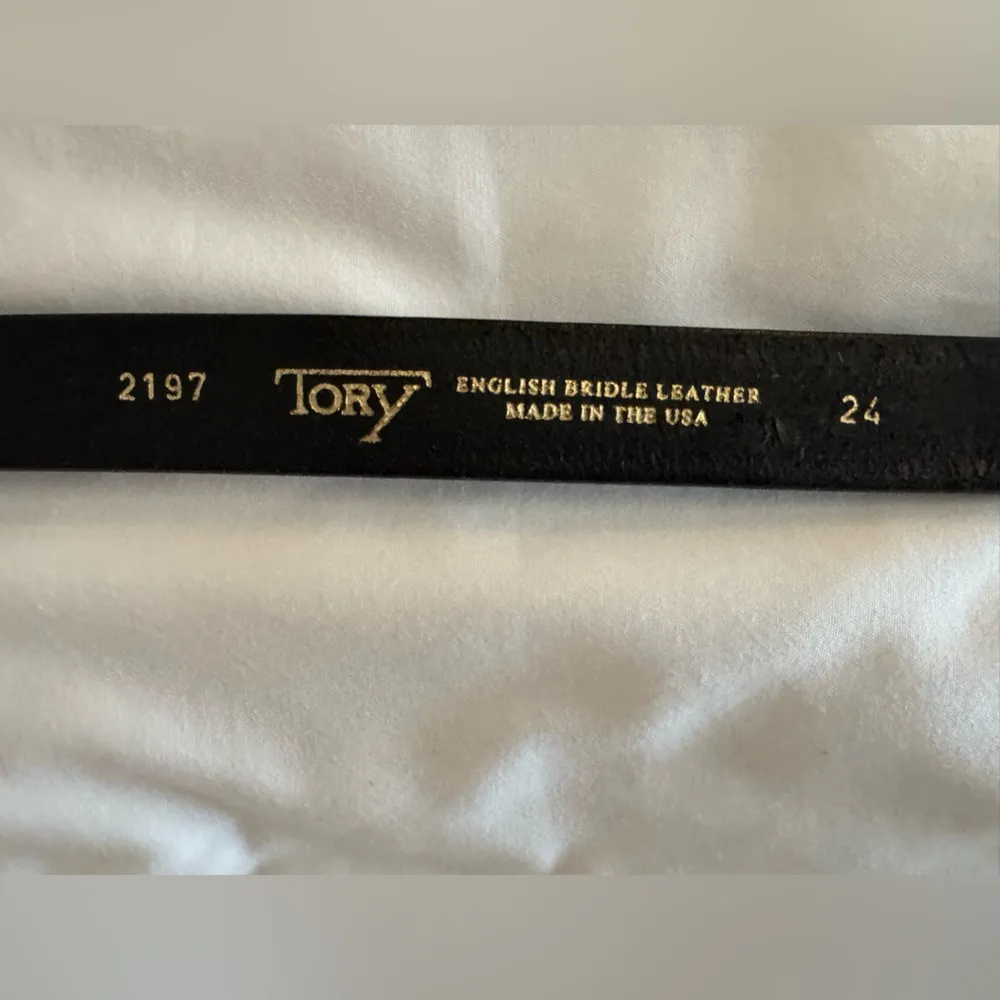 2197
TORY
ENGLISH BRIDLE LEATHER
MADE IN THE USA
24